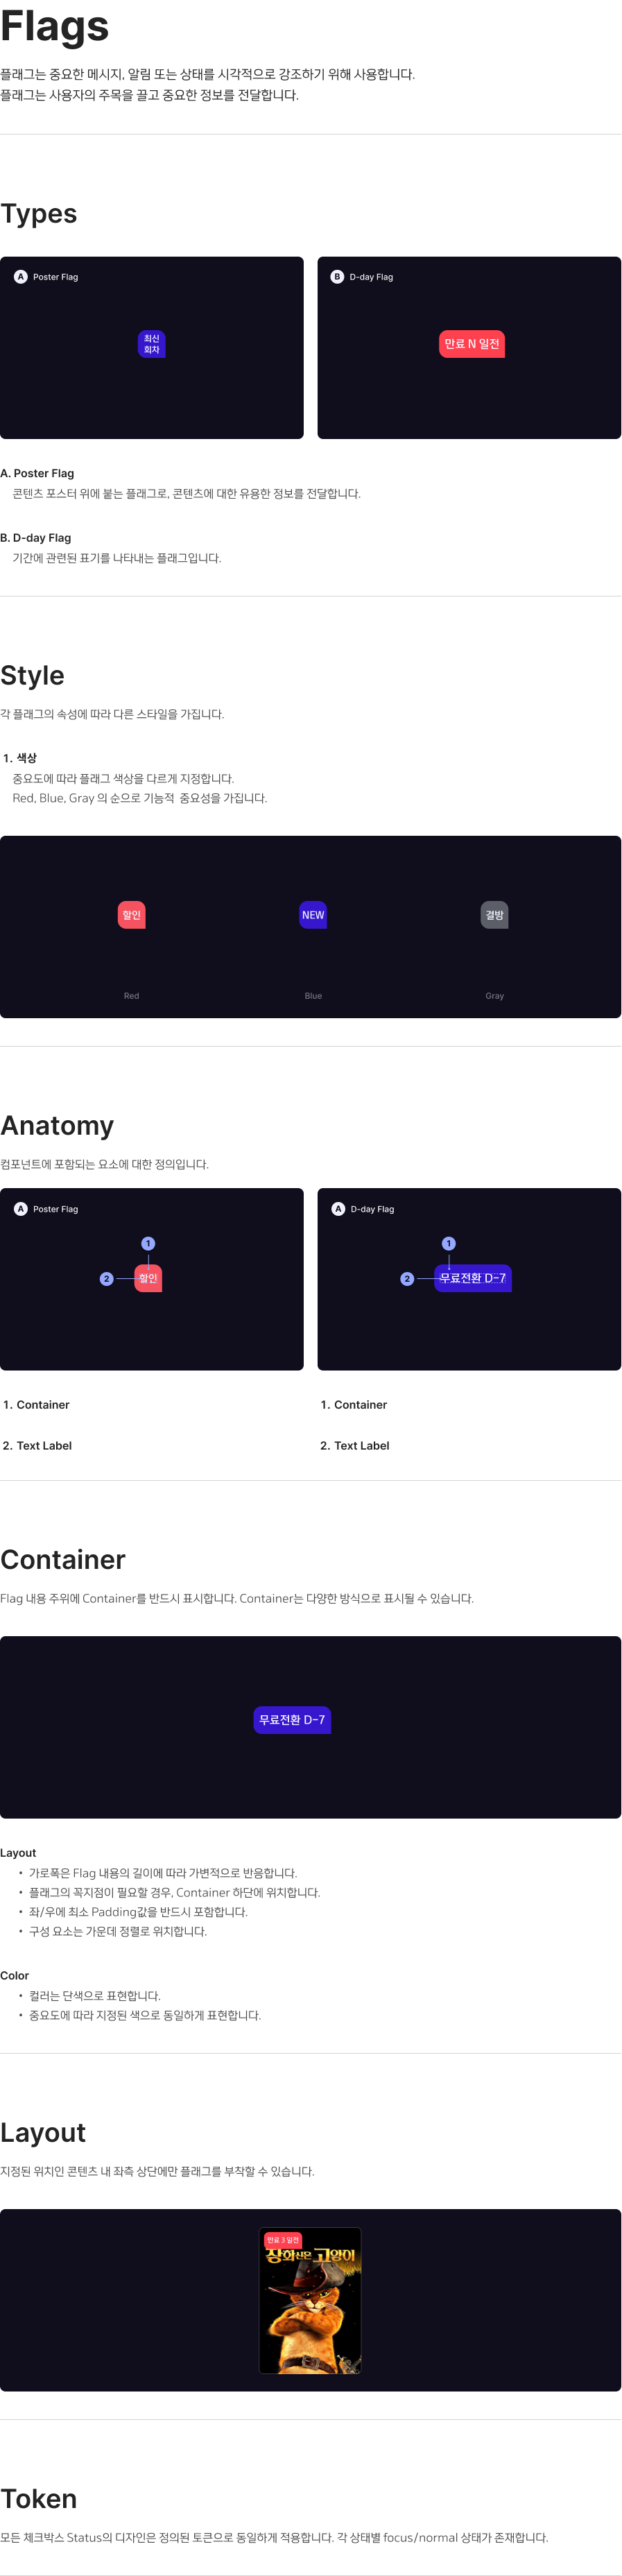 Flags
플래그는 중요한 메시지, 알림 또는 상태를 시각적으로 강조하기 위해 사용합니다.
플래그는 사용자의 주목을 끌고 중요한 정보를 전달합니다.
Types
A Poster Flag
최신
회차
B D-day Flag
만료 N 일전
A. Poster Flag
콘텐츠 포스터 위에 붙는 플래그로, 콘텐츠에 대한 유용한 정보를 전달합니다.
B. D-day Flag
기간에 관련된 표기를 나타내는 플래그입니다.
Style
각 플래그의 속성에 따라 다른 스타일을 가집니다.
1. 색상
중요도에 따라 플래그 색상을 다르게 지정합니다.
Red, Blue, Gray 의 순으로 기능적 중요성을 가집니다.
할인 NEW 결방
Red Blue Gray
Anatomy
컴포넌트에 포함되는 요소에 대한 정의입니다.
A Poster Flag
1
2 할인
A D-day Flag
1
2 무료전환 D-7
1. Container
2. Text Label
1. Container
2. Text Label
Container
Flag 내용 주위에 Container를 반드시 표시합니다. Container는 다양한 방식으로 표시될 수 있습니다.
무료전환 D-7
Layout
• 가로폭은 Flag 내용의 길이에 따라 가변적으로 반응합니다.
• 플래그의 꼭지점이 필요할 경우, Container 하단에 위치합니다.
• 좌/우에 최소 Padding값을 반드시 포함합니다.
• 구성 요소는 가운데 정렬로 위치합니다.
Color
• 컬러는 단색으로 표현합니다.
• 중요도에 따라 지정된 색으로 동일하게 표현합니다.
Layout
지정된 위치인 콘텐츠 내 좌측 상단에만 플래그를 부착할 수 있습니다.
만료 3 일전
장화신은 고양이
Token
모든 체크박스 Status의 디자인은 정의된 토큰으로 동일하게 적용합니다. 각 상태별 focus/normal 상태가 존재합니다.